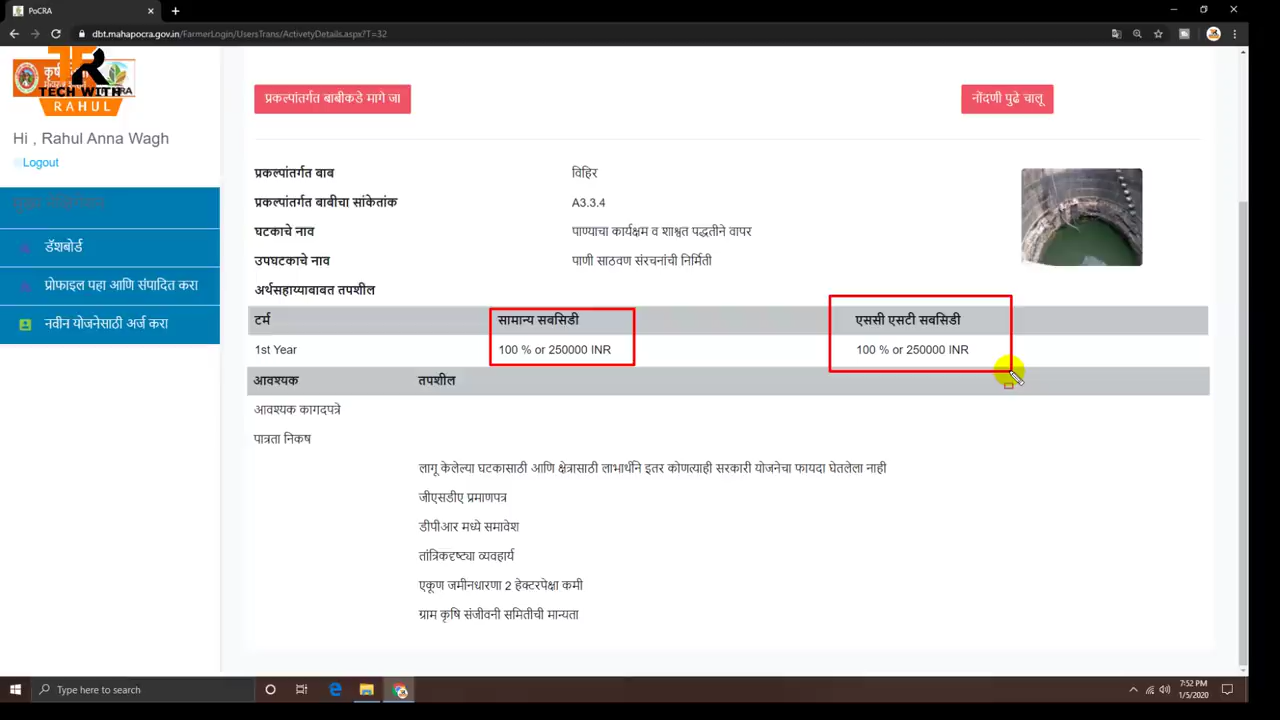 PoCRA
dbt.mahapocra.gov.in/FarmerLogin/UsersTrans/ActivetyDetails.aspx?T=32
TECH WITH
RAHUL
Hi , Rahul Anna Wagh
Logout
डॅशबोर्ड
प्रोफाइल पहा आणि संपादित करा
नवीन योजनेसाठी अर्ज करा
प्रकल्पांतर्गत बाबीकडे मागे जा
नोंदणी पुढे चालू
प्रकल्पांतर्गत बाब विहिर
प्रकल्पांतर्गत बाबीचा सांकेतांक A3.3.4
घटकाचे नाव पाण्याचा कार्यक्षम व शाश्वत पद्धतीने वापर
उपघटकाचे नाव पाणी साठवण संरचनांची निर्मिती
अर्थसहाय्याबाबत तपशील
टर्म सामान्य सबसिडी एससी एसटी सबसिडी
1st Year 100 % or 250000 INR 100 % or 250000 INR
आवश्यक तपशील
आवश्यक कागदपत्रे
पात्रता निकष
लागू केलेल्या घटकासाठी आणि क्षेत्रासाठी लाभार्थीने इतर कोणत्याही सरकारी योजनेचा फायदा घेतलेला नाही
जीएसडीए प्रमाणपत्र
डीपीआर मध्ये समावेश
तांत्रिकदृष्ट्या व्यवहार्य
एकूण जमीनधारणा 2 हेक्टरपेक्षा कमी
ग्राम कृषि संजीवनी समितीची मान्यता
Type here to search
7:52 PM
1/5/2020